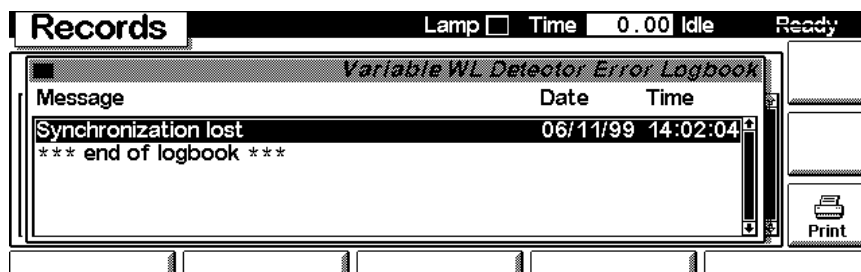 Records Lamp Time 0.00 Idle Ready
Variable WL Detector Error Logbook
Message Date Time
Synchronization lost 06/11/99 14:02:04
*** end of logbook ***
Print